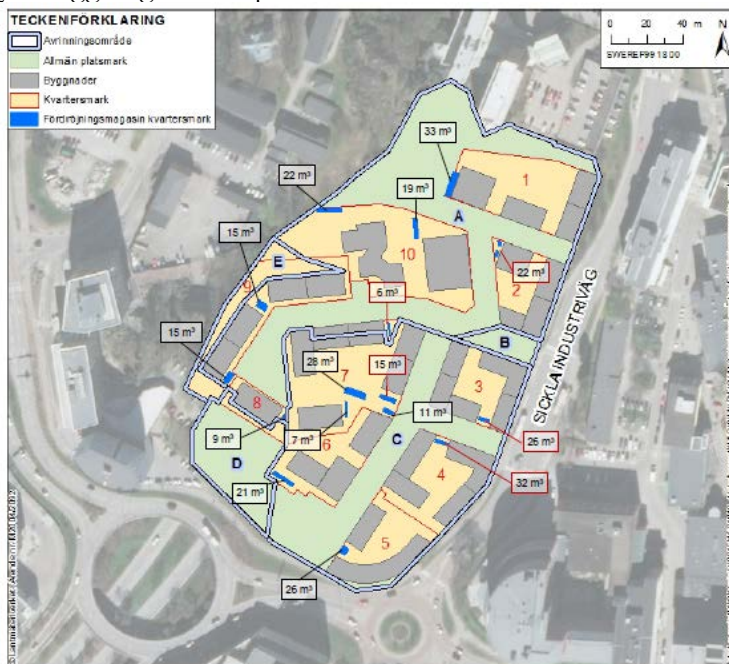 TECKENFÖRKLARING
Avrinningsområde
Allmän platsmark
Byggnader
Kvartersmark
Fördröjningsmagasin kvartersmark
0 20 40 m
SWEREF99 18 00
N
33 m³
1
22 m³
19 m³
A
10
15 m³
E
22 m³
9
2
6 m³
SICKLA INDUSTRIVÄG
B
15 m³
28 m³
7
15 m³
3
8
11 m³
9 m³
7 m³
6
C
26 m³
D
4
32 m³
21 m³
5
26 m³